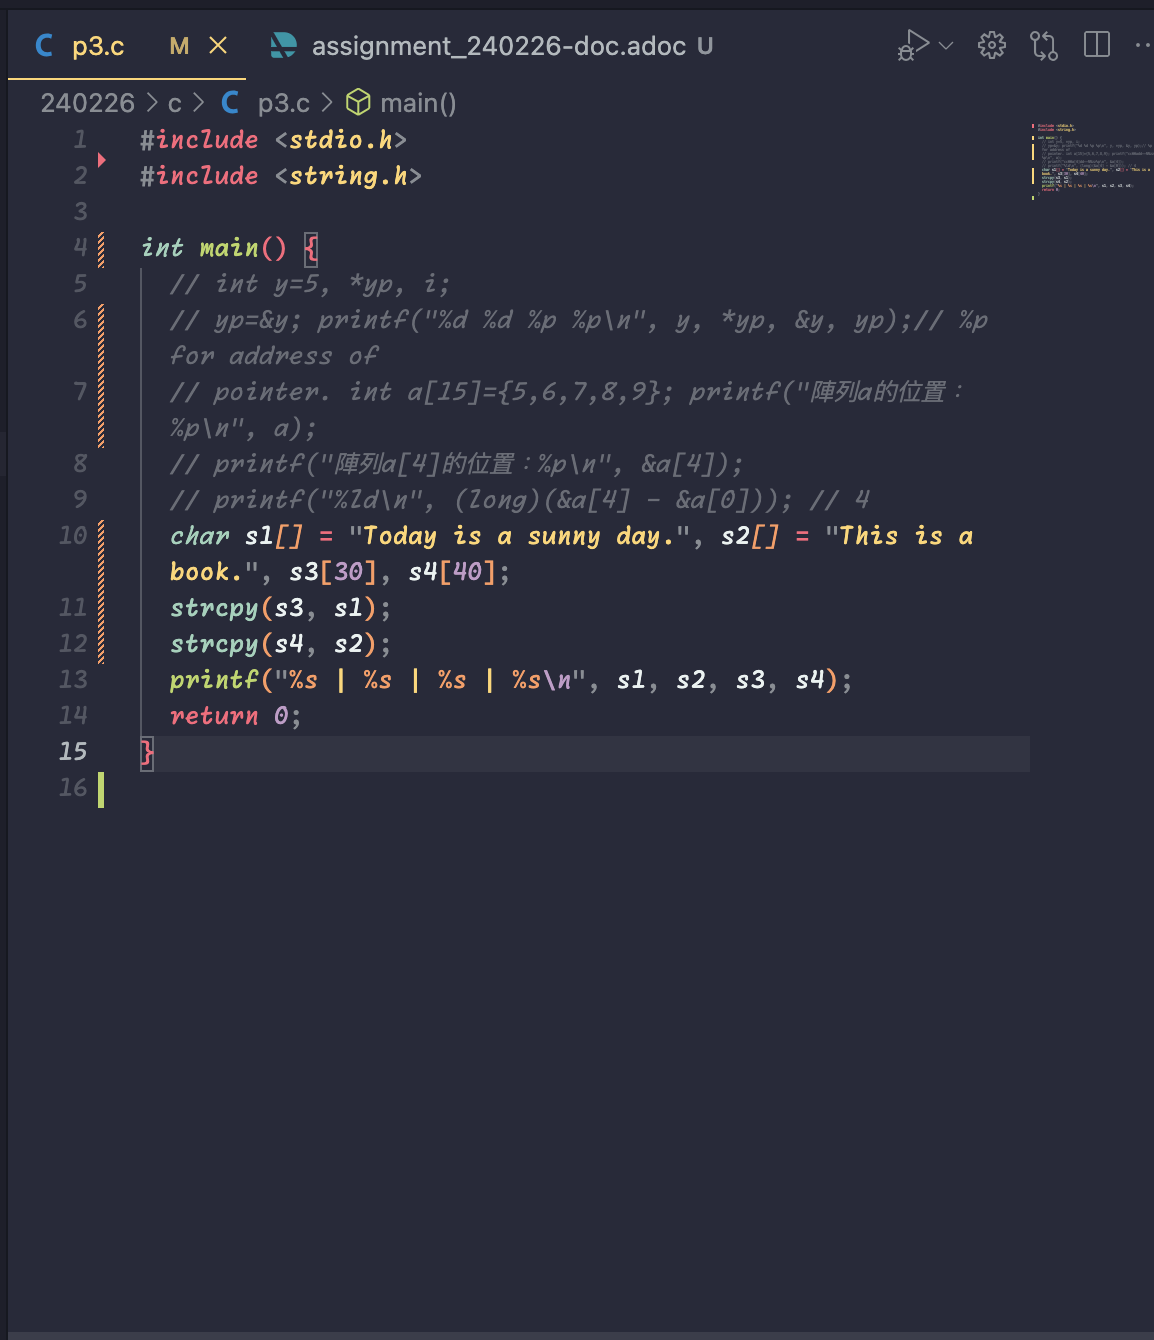 p3.c M assignment_240226-doc.adoc U
240226 > c > C p3.c > main()
1 #include <stdio.h>
2 #include <string.h>
3
4 int main() {
5 // int y=5, *yp, i;
6 // yp=&y; printf("%d %d %p %p\n", y, *yp, &y, yp);// %p
for address of
7 // pointer. int a[15]={5,6,7,8,9}; printf("陣列a的位置：
%p\n", a);
8 // printf("陣列a[4]的位置：%p\n", &a[4]);
9 // printf("%ld\n", (long)(&a[4] - &a[0])); // 4
10 char s1[] = "Today is a sunny day.", s2[] = "This is a
book.", s3[30], s4[40];
11 strcpy(s3, s1);
12 strcpy(s4, s2);
13 printf("%s | %s | %s | %s\n", s1, s2, s3, s4);
14 return 0;
15 }
16